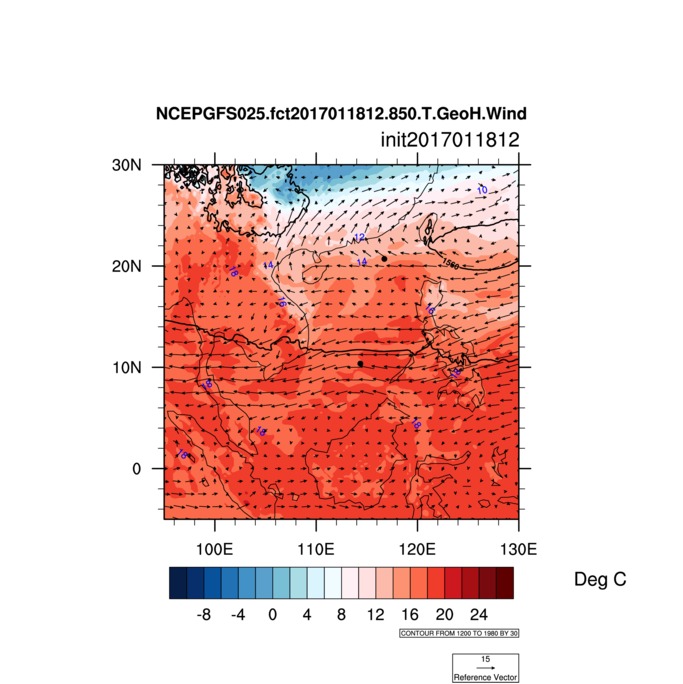 NCEPGFS025.fct2017011812.850.T.GeoH.Wind
init2017011812
30N
10
12
14
14
18
1560
20N
16
16
10N
18
18
18
18
18
0
100E 110E 120E 130E
-8 -4 0 4 8 12 16 20 24
Deg C
CONTOUR FROM 1200 TO 1980 BY 30
15
Reference Vector